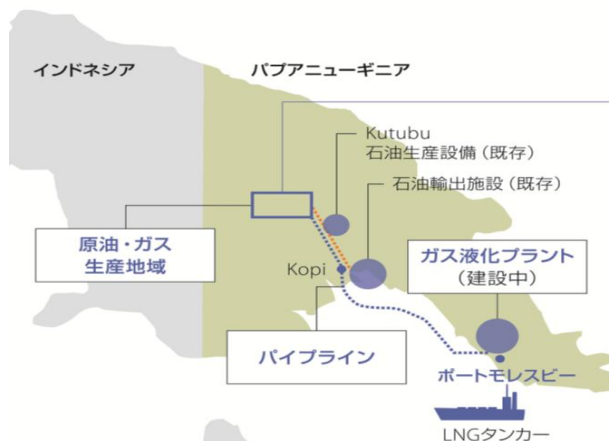 インドネシア
パプアニューギニア
Kutubu
石油生産設備（既存）
石油輸出施設（既存）
原油・ガス
生産地域
Kopi
ガス液化プラント
（建設中）
パイプライン
ポートモレスビー
LNGタンカー